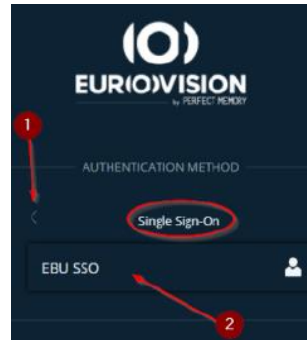 EUR(O)VISION
by PERFECT MEMORY
1
AUTHENTICATION METHOD
Single Sign-On
EBU SSO
2